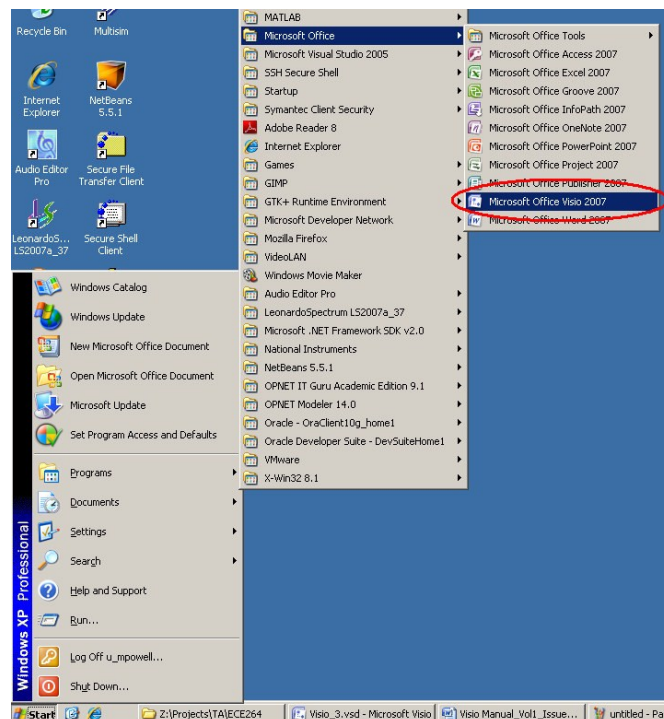 Recycle Bin
Multisim
Internet
Explorer
NetBeans
5.5.1
Audio Editor
Pro
Secure File
Transfer Client
LeonardoS...
LS2007a_37
Secure Shell
Client
MATLAB
Microsoft Office
Microsoft Visual Studio 2005
SSH Secure Shell
Startup
Symantec Client Security
Adobe Reader 8
Internet Explorer
Games
GIMP
GTK+ Runtime Environment
Microsoft Developer Network
Mozilla Firefox
VideoLAN
Windows Movie Maker
Audio Editor Pro
LeonardoSpectrum LS2007a_37
Microsoft .NET Framework SDK v2.0
National Instruments
NetBeans 5.5.1
OPNET IT Guru Academic Edition 9.1
OPNET Modeler 14.0
Oracle - OraClient10g_home1
Oracle Developer Suite - DevSuiteHome1
VMware
X-Win32 8.1
Microsoft Office Tools
Microsoft Office Access 2007
Microsoft Office Excel 2007
Microsoft Office Groove 2007
Microsoft Office InfoPath 2007
Microsoft Office OneNote 2007
Microsoft Office PowerPoint 2007
Microsoft Office Project 2007
Microsoft Office Publisher 2007
Microsoft Office Visio 2007
Microsoft Office Word 2007
Windows Catalog
Windows Update
New Microsoft Office Document
Open Microsoft Office Document
Microsoft Update
Set Program Access and Defaults
Programs
Documents
Settings
Search
Help and Support
Run...
Log Off u_mpowell...
Shut Down...
Windows XP Professional
Start
Z:\Projects\TA\ECE264
Visio_3.vsd - Microsoft Visio
Visio Manual_Vol1_Issue...
untitled - Pa